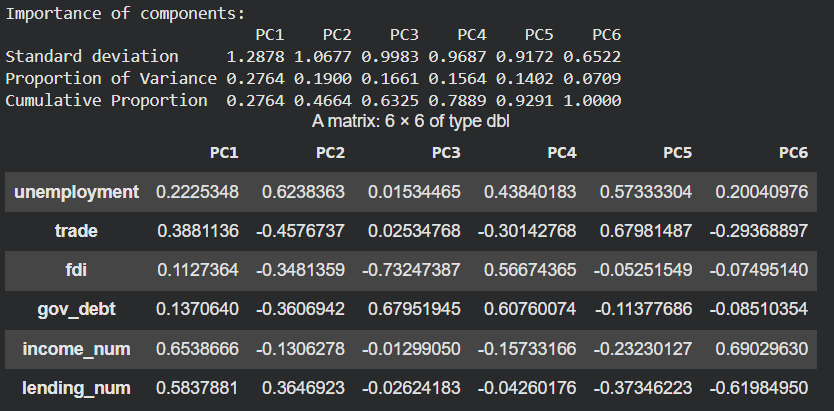 Importance of components:
PC1 PC2 PC3 PC4 PC5 PC6
Standard deviation 1.2878 1.0677 0.9983 0.9687 0.9172 0.6522
Proportion of Variance 0.2764 0.1900 0.1661 0.1564 0.1402 0.0709
Cumulative Proportion 0.2764 0.4664 0.6325 0.7889 0.9291 1.0000
A matrix: 6 × 6 of type dbl
PC1 PC2 PC3 PC4 PC5 PC6
unemployment 0.2225348 0.6238363 0.01534465 0.43840183 0.57333304 0.20040976
trade 0.3881136 -0.4576737 0.02534768 -0.30142768 0.67981487 -0.29368897
fdi 0.1127364 -0.3481359 -0.73247387 0.56674365 -0.05251549 -0.07495140
gov_debt 0.1370640 -0.3606942 0.67951945 0.60760074 -0.11377686 -0.08510354
income_num 0.6538666 -0.1306278 -0.01299050 -0.15733166 -0.23230127 0.69029630
lending_num 0.5837881 0.3646923 -0.02624183 -0.04260176 -0.37346223 -0.61984950